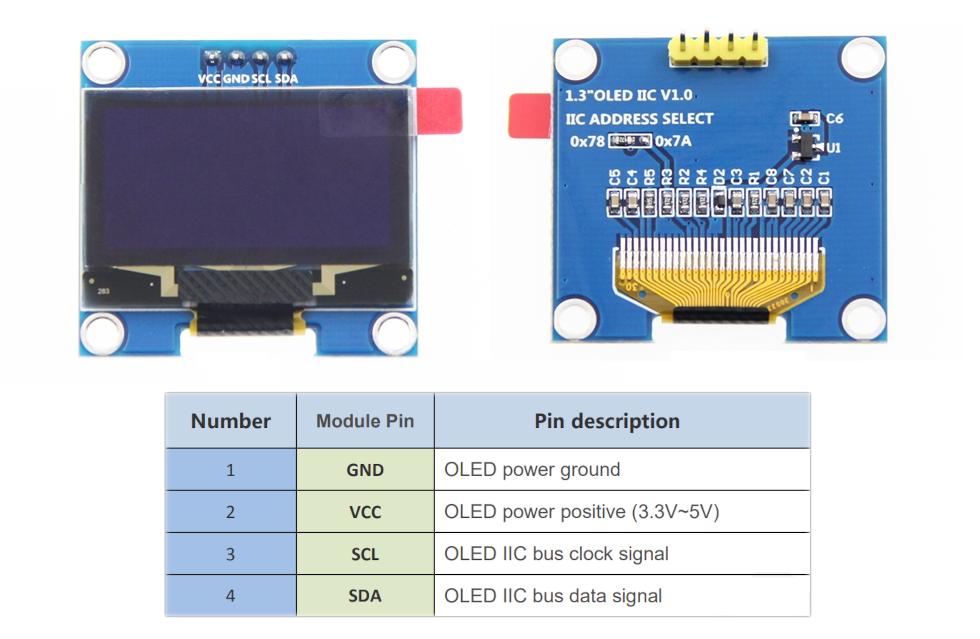 VCC GND SCL SDA
283
1.3"OLED IIC V1.0
IIC ADDRESS SELECT
0x78 0x7A
C6
U1
C5 C4 R5 R3 R2 R4 D2 C3 R1 C8 C7 C2 C1
30
Number Module Pin Pin description
1 GND OLED power ground
2 VCC OLED power positive (3.3V~5V)
3 SCL OLED IIC bus clock signal
4 SDA OLED IIC bus data signal